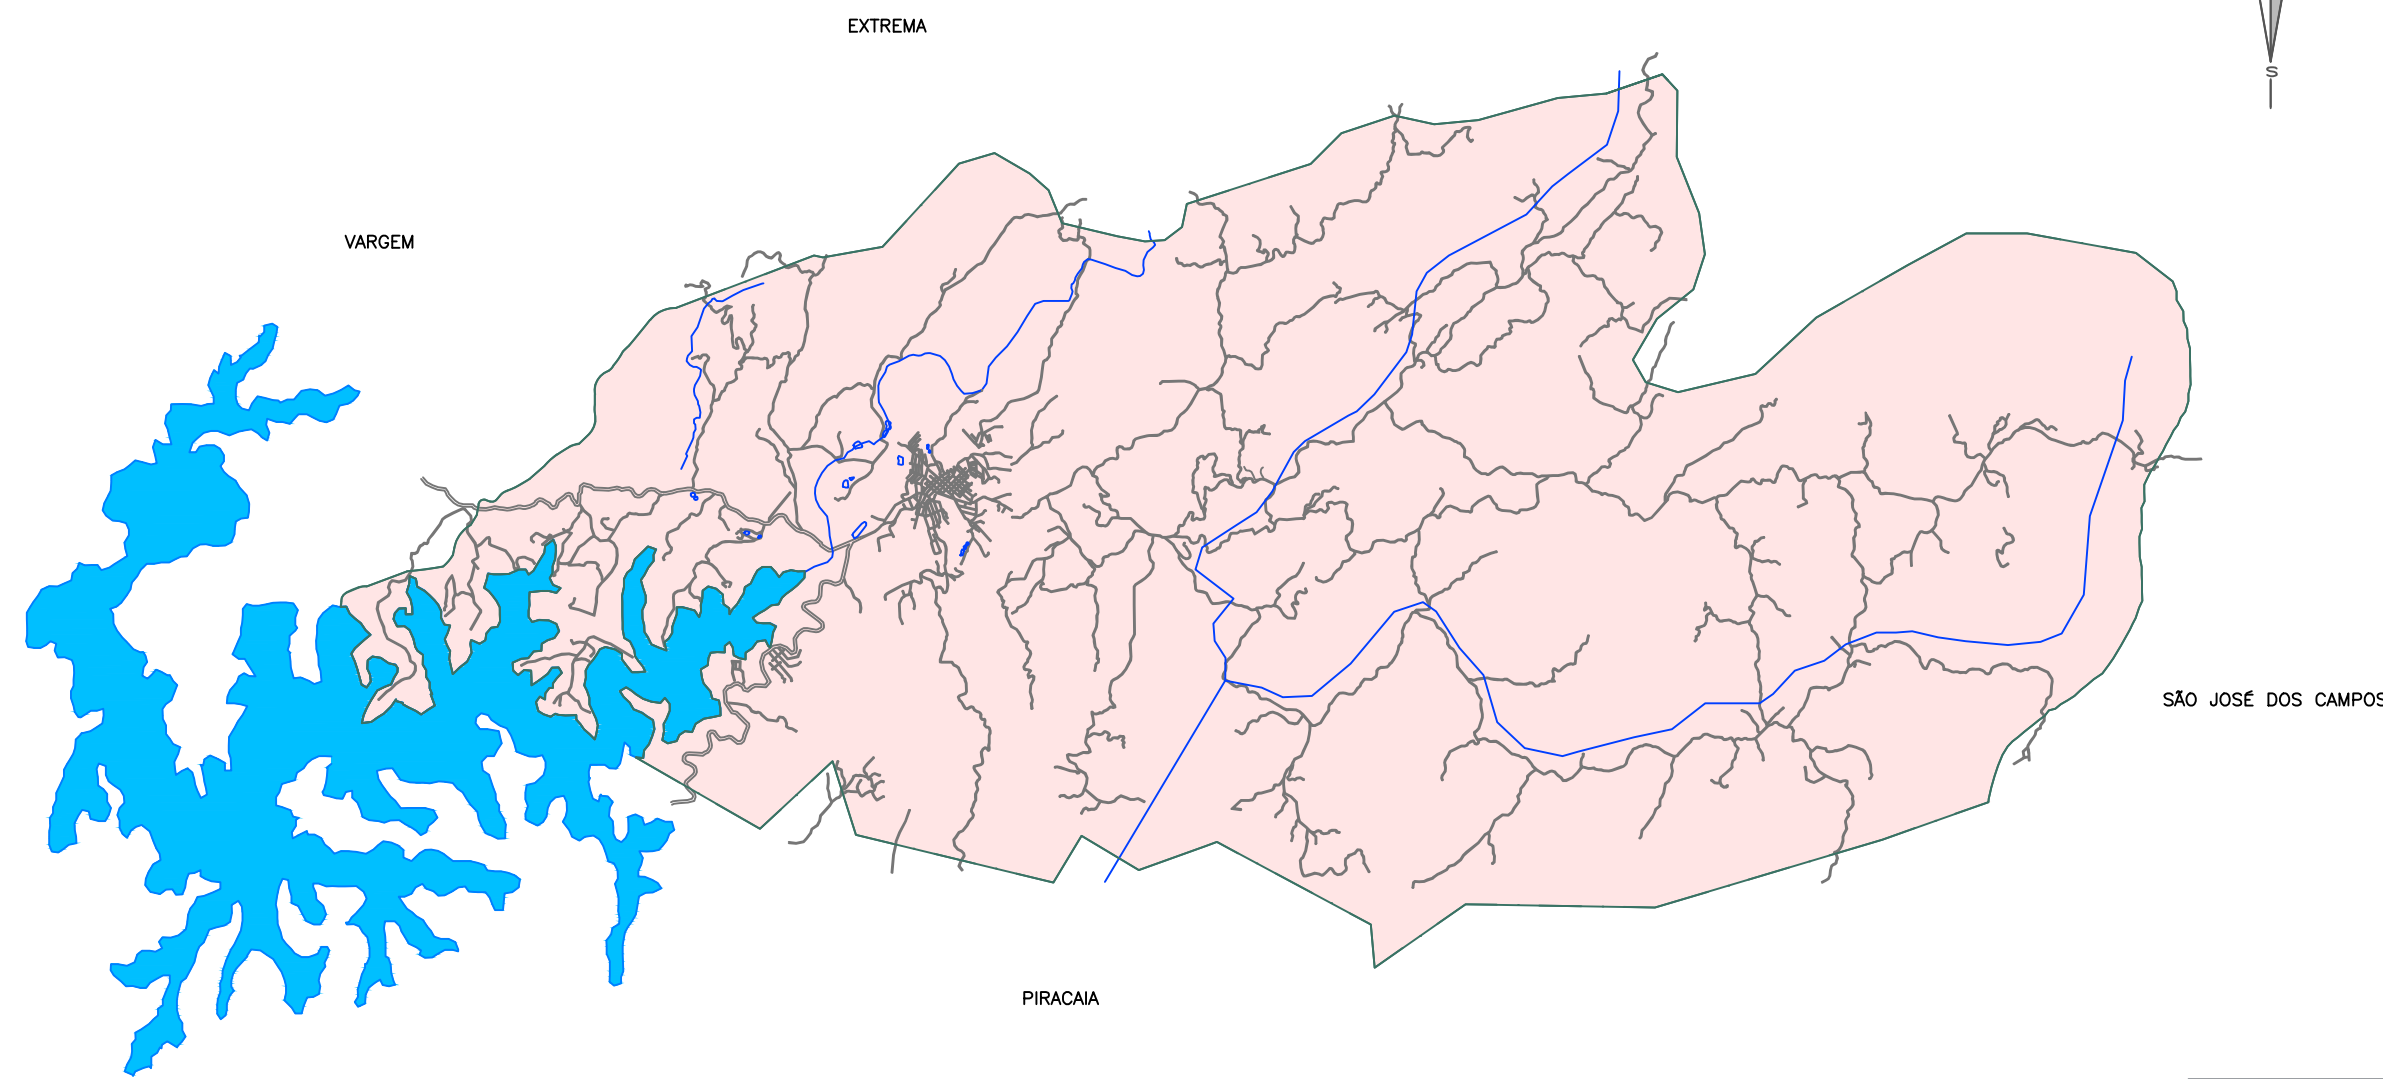 EXTREMA
S
VARGEM
SÃO JOSÉ DOS CAMPOS
PIRACAIA